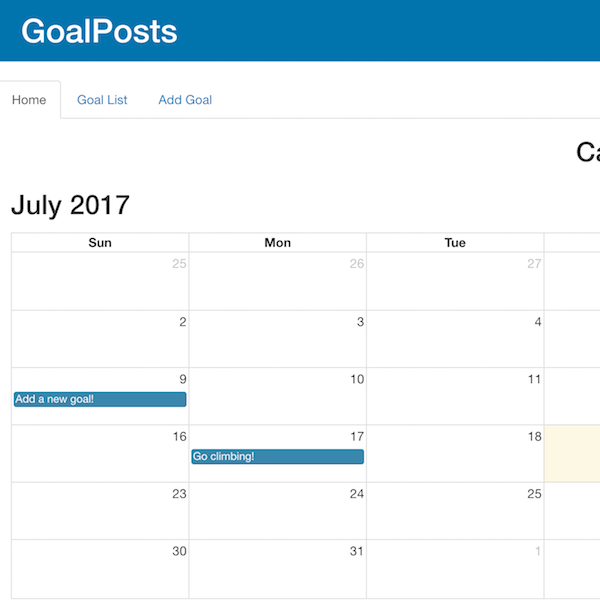 GoalPosts
Home Goal List Add Goal
Ca
July 2017
Sun Mon Tue
25 26 27
2 3 4
9 10 11
Add a new goal!
16 17 18
Go climbing!
23 24 25
30 31 1